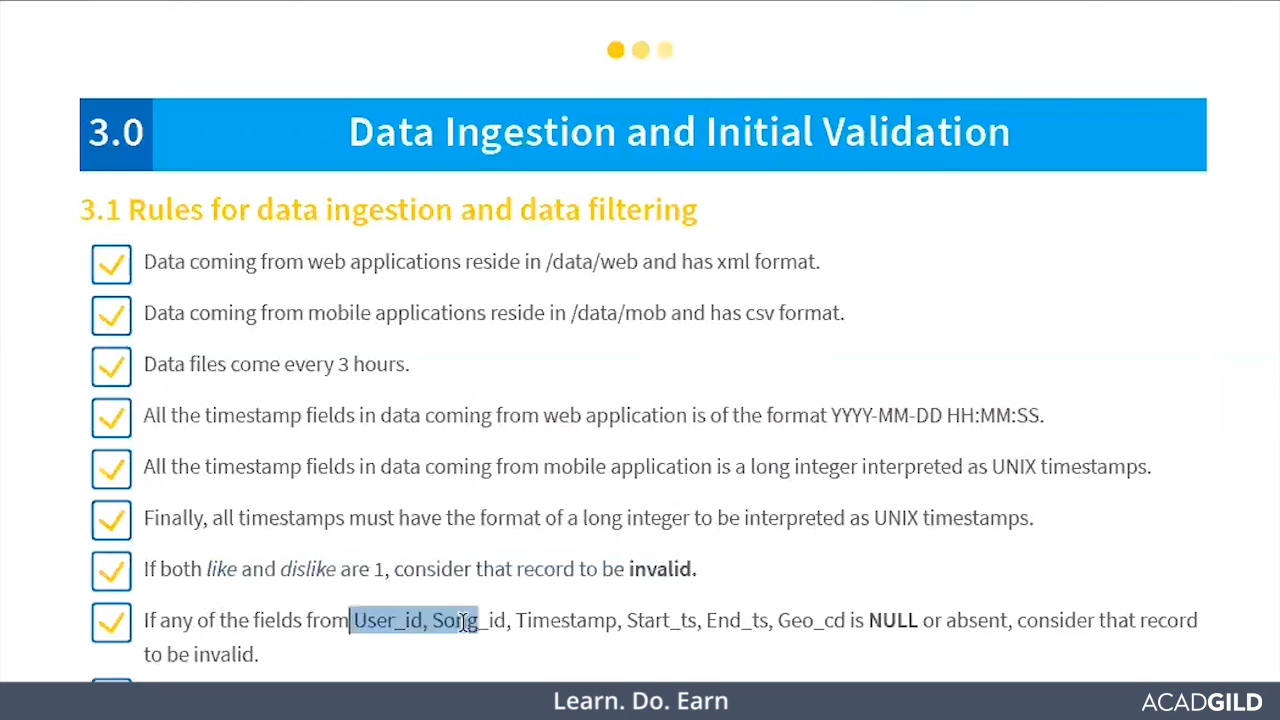 3.0 Data Ingestion and Initial Validation
3.1 Rules for data ingestion and data filtering
Data coming from web applications reside in /data/web and has xml format.
Data coming from mobile applications reside in /data/mob and has csv format.
Data files come every 3 hours.
All the timestamp fields in data coming from web application is of the format YYYY-MM-DD HH:MM:SS.
All the timestamp fields in data coming from mobile application is a long integer interpreted as UNIX timestamps.
Finally, all timestamps must have the format of a long integer to be interpreted as UNIX timestamps.
If both like and dislike are 1, consider that record to be invalid.
If any of the fields from User_id, Song_id, Timestamp, Start_ts, End_ts, Geo_cd is NULL or absent, consider that record
to be invalid.
Learn. Do. Earn
ACADGILD